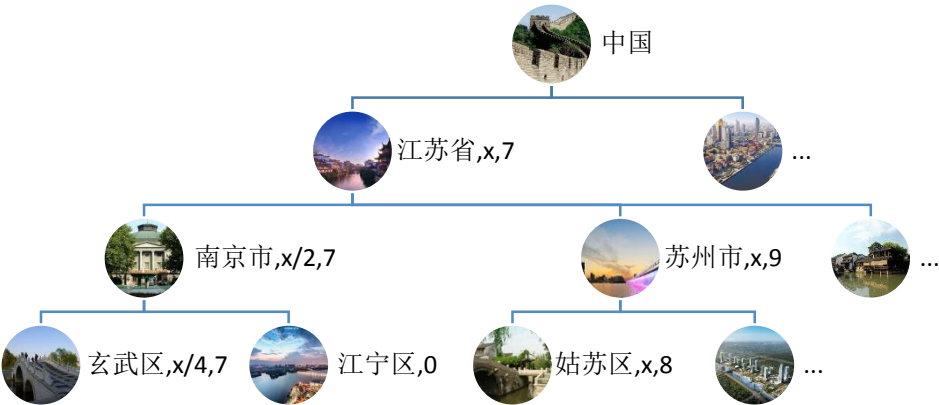 中国
江苏省,x,7
...
南京市,x/2,7
苏州市,x,9
...
玄武区,x/4,7
江宁区,0
姑苏区,x,8
...